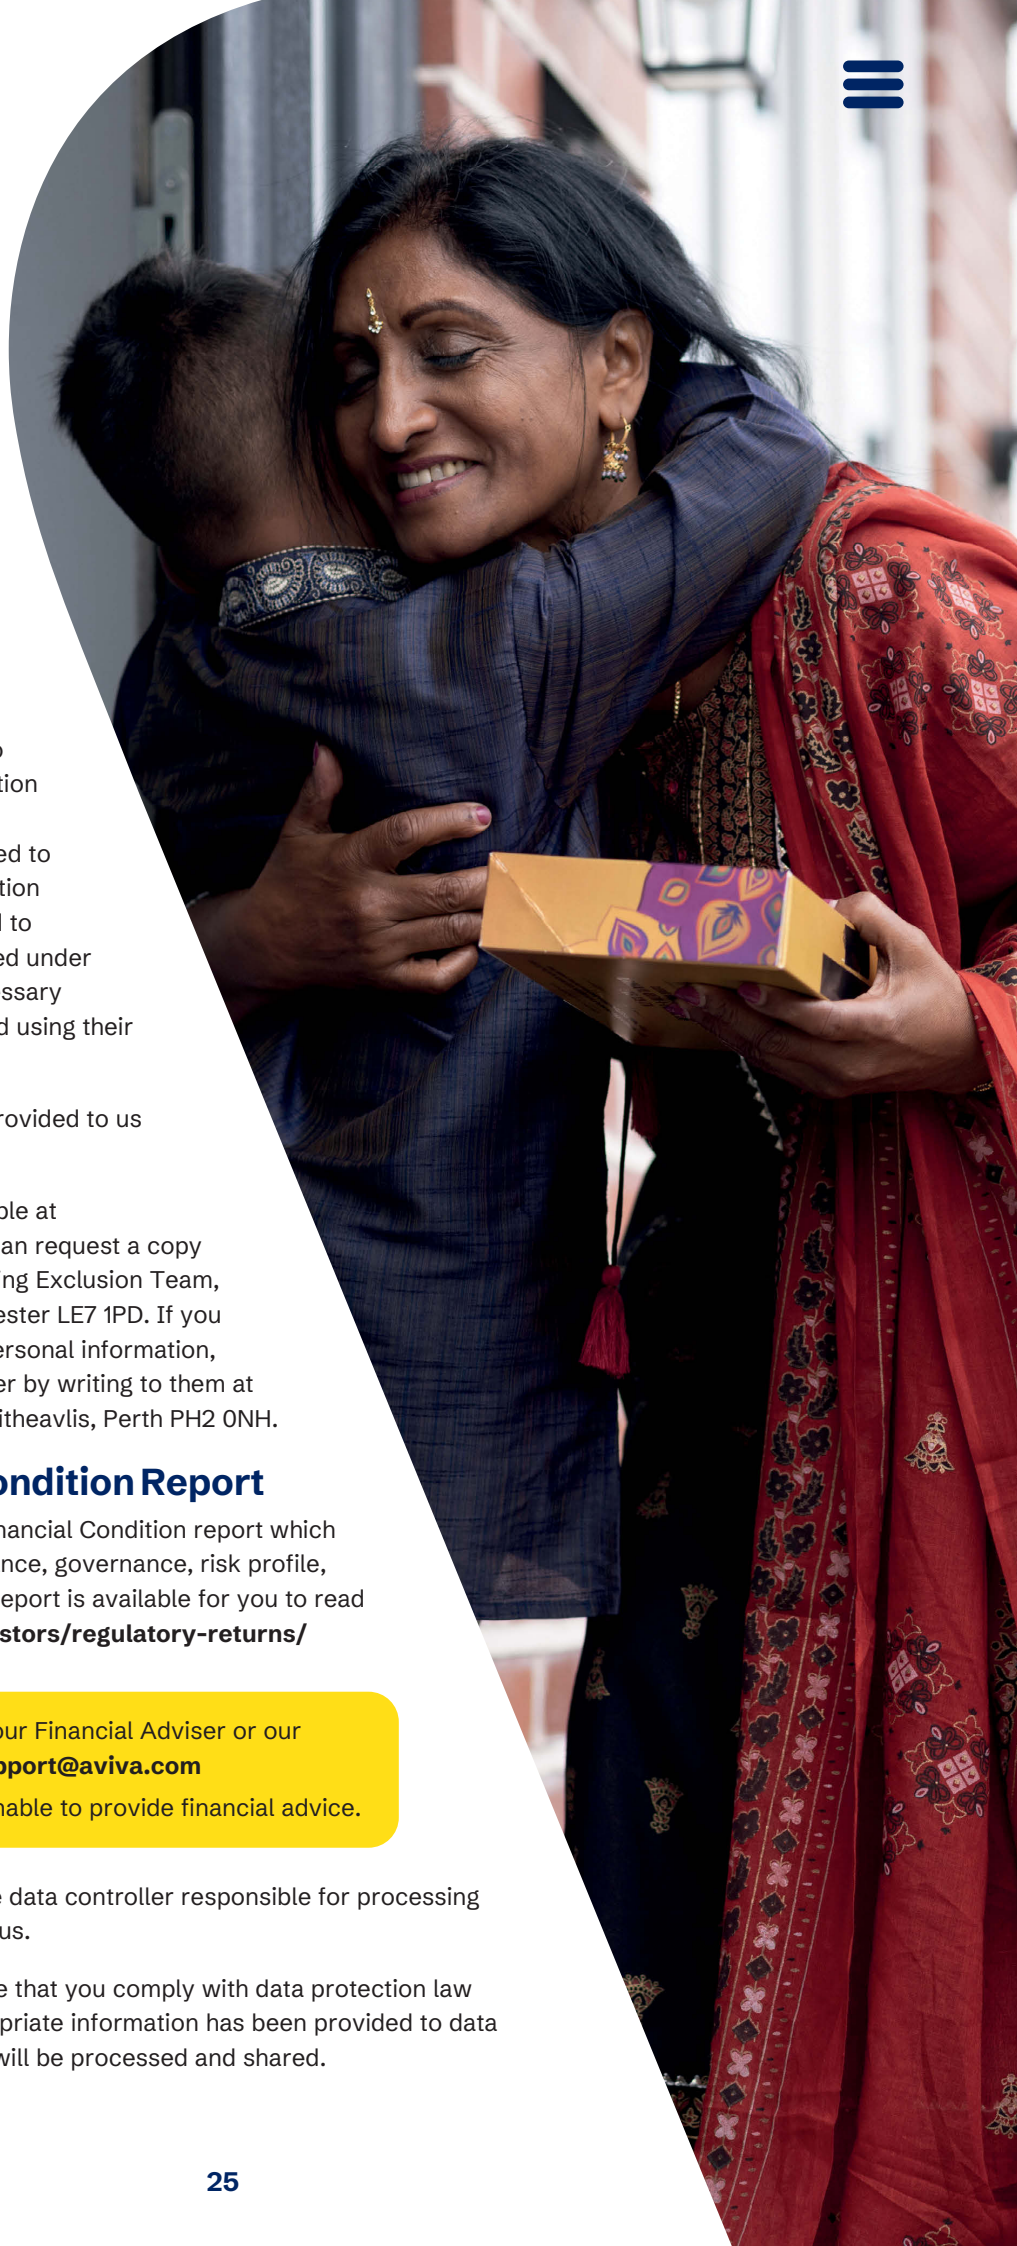 o
tion
ed to
tion
l to
ed under
essary
d using their
rovided to us
ble at
an request a copy
ing Exclusion Team,
ester LE7 1PD. If you
ersonal information,
er by writing to them at
itheavlis, Perth PH2 0NH.
ondition Report
nancial Condition report which
nce, governance, risk profile,
eport is available for you to read
stors/regulatory-returns/
our Financial Adviser or our
pport@aviva.com
nable to provide financial advice.
e data controller responsible for processing
us.
e that you comply with data protection law
priate information has been provided to data
will be processed and shared.
25